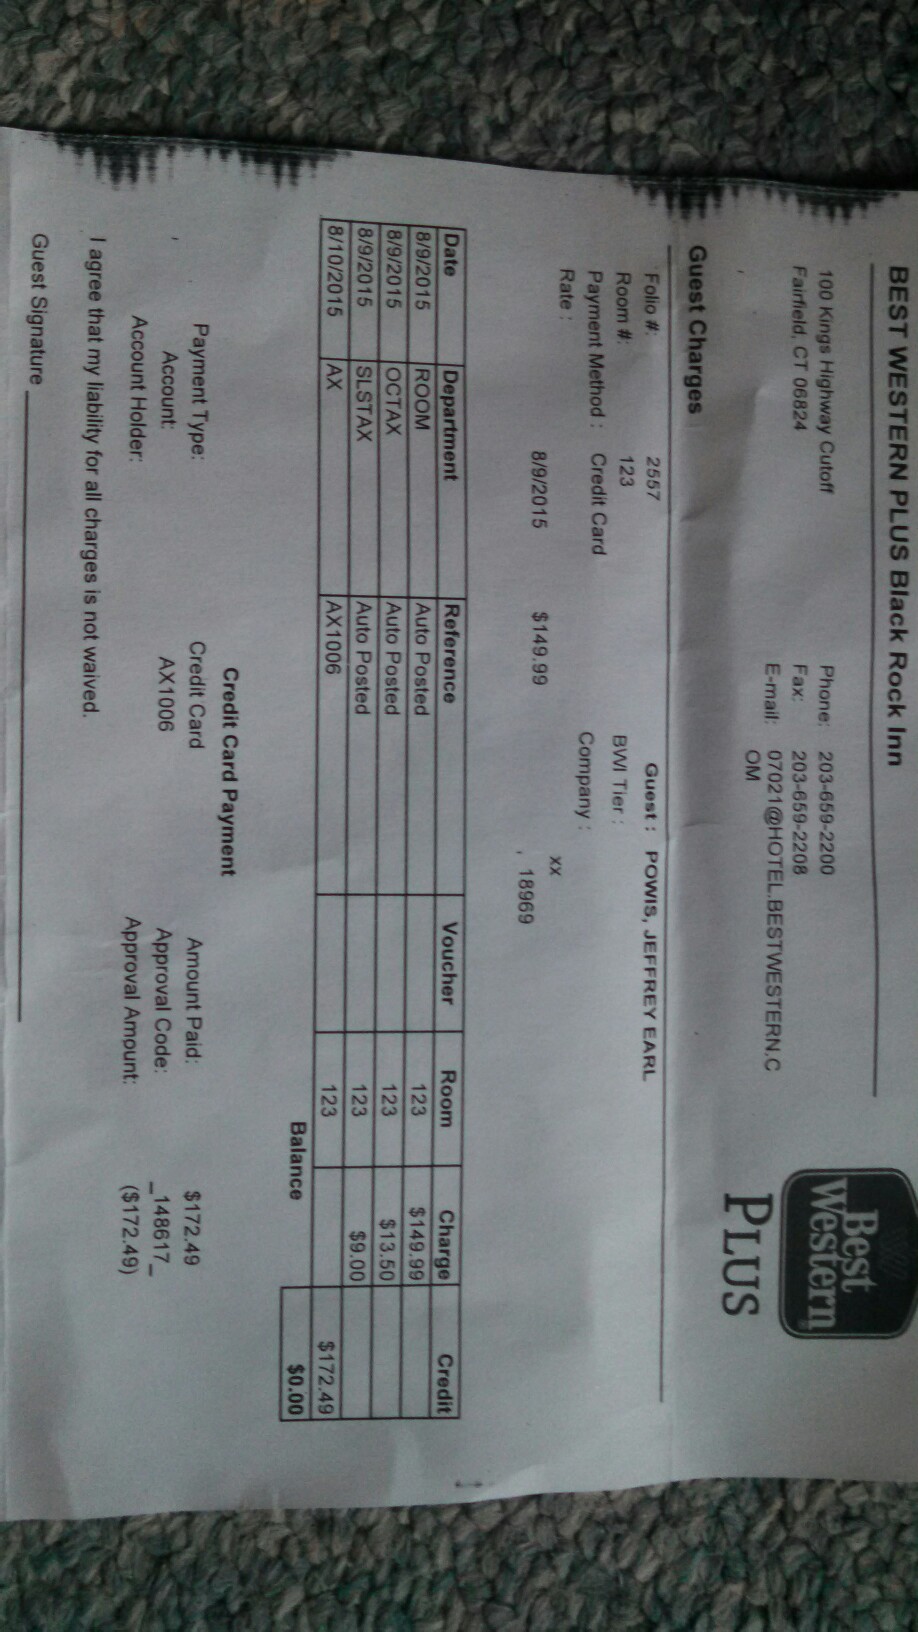 BEST WESTERN PLUS Black Rock Inn
Best Western®
PLUS
100 Kings Highway Cutoff Phone: 203-659-2200
Fairfield, CT 06824 Fax: 203-659-2208
E-mail: 07021@HOTEL.BESTWESTERN.C
OM
Guest Charges
Folio #: 2557 Guest : POWIS, JEFFREY EARL
Room #: 123 BWI Tier :
Payment Method : Credit Card Company :
Rate : xx
8/9/2015 $149.99 , 18969
Date Department Reference Voucher Room Charge Credit
8/9/2015 ROOM Auto Posted 123 $149.99
8/9/2015 OCTAX Auto Posted 123 $13.50
8/9/2015 SLSTAX Auto Posted 123 $9.00
8/10/2015 AX AX1006 123 $172.49
Balance $0.00
Credit Card Payment
Payment Type: Credit Card Amount Paid: $172.49
Account: AX1006 Approval Code: _148617_
Account Holder: Approval Amount: ($172.49)
I agree that my liability for all charges is not waived.
Guest Signature